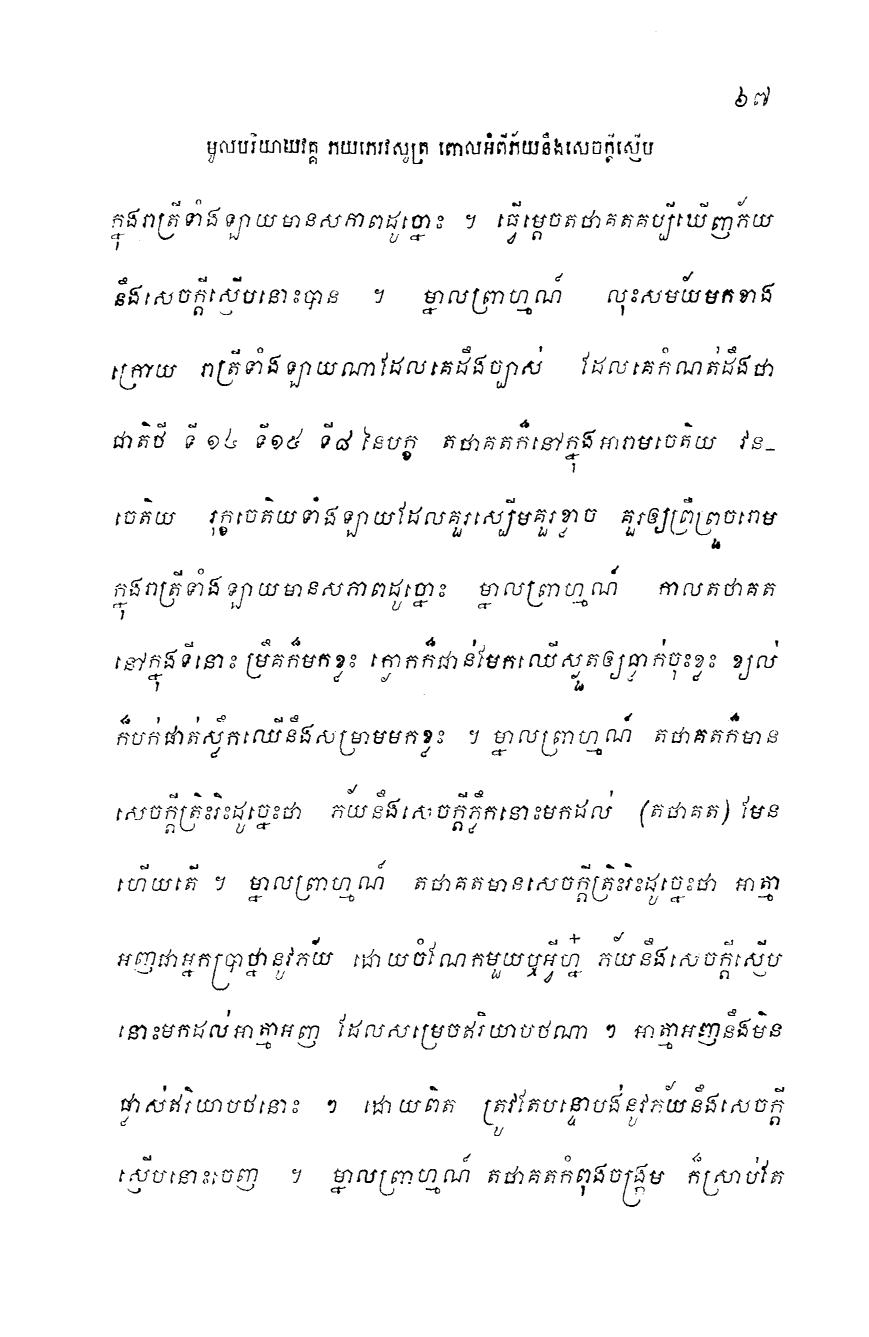 ៦៧
មូលបរិយាយវគ្គ ភយភេរវសូត្រ ពោលអំពីភ័យនឹងសេចក្តីស្ញើប
ក្នុងរាត្រីទាំងឡាយមានសភាពដូច្នោះ ។ ធ្វើម្តេចតថាគតគប្បីឃើញភ័យ
នឹងសេចក្តីស្ញើបនោះបាន ។ ម្នាលព្រាហ្មណ៍ លុះសម័យមកខាង
ក្រោយ រាត្រីទាំងឡាយណាដែលគេដឹងច្បាស់ ដែលគេកំណត់ដឹងថា
ជាតិថី ទី ១៤ ទី១៥ ទី៨ នៃបក្ខ តថាគតក៏នៅក្នុងអារាមចេតិយ វន_
ចេតិយ រុក្ខចេតិយទាំងឡាយដែលគួរស្បើមគួរខ្លាច គួរឲ្យព្រឺព្រួចរោម
ក្នុងរាត្រីទាំងឡាយមានសភាពដូច្នោះ ម្នាលព្រាហ្មណ៍ កាលតថាគត
នៅក្នុងទីនោះ ម្រឹគក៏មកខ្លះ ក្ងោកក៏ជាន់មែកឈើស្ងួតឲ្យធ្លាក់ចុះខ្លះ ខ្យល់
ក៏បក់ផាត់ស្លឹកឈើនឹងសម្រាមមកខ្លះ ។ ម្នាលព្រាហ្មណ៍ តថាគតក៏មាន
សេចក្តីត្រិះរិះដូច្នេះថា ភ័យនឹងសេចក្តីភ្ញឹកនោះមកដល់ (តថាគត) មែន
ហើយតើ ។ ម្នាលព្រាហ្មណ៍ តថាគតមានសេចក្តីត្រិះរិះដូច្នេះថា អាត្មា
អញជាអ្នកប្រាថ្នានូវភ័យ ដោយចំណែកមួយឬអ្វីហ្ន៎ ភ័យនឹងសេចក្តីស្ញើប
នោះមកដល់អាត្មាអញ ដែលសម្រេចឥរិយាបថណា ៗ អាត្មាអញនឹងមិន
ផ្លាស់ឥរិយាបថនោះ ៗ ដោយពិត ត្រូវតែបន្ទោបង់នូវភ័យនឹងសេចក្តី
ស្ញើបនោះចេញ ។ ម្នាលព្រាហ្មណ៍ តថាគតកំពុងចង្ក្រម ក៏ស្រាប់តែ